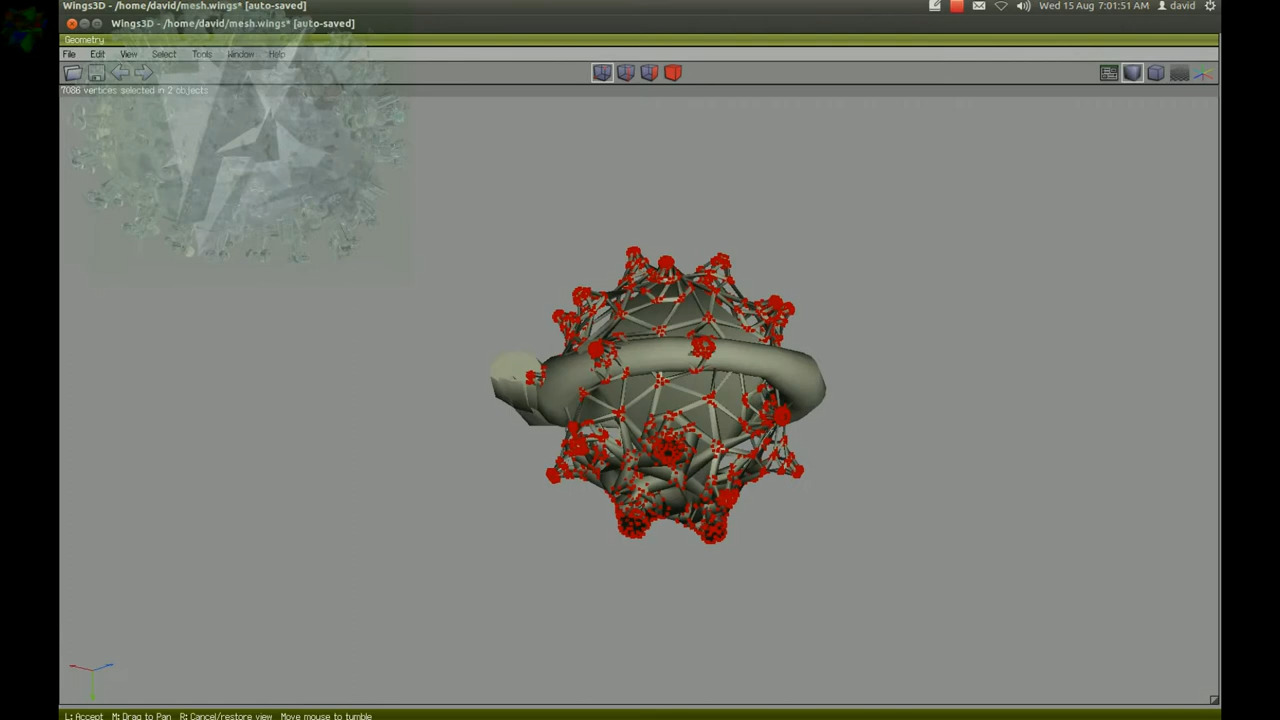 Wings3D - /home/david/mesh.wings* [auto-saved]
Wed 15 Aug 7:01:51 AM david
Wings3D - /home/david/mesh.wings* [auto-saved]
Geometry
File Edit View Select Tools Window Help
7086 vertices selected in 2 objects
L:Accept M:Drag to Pan R:Cancel/restore view Move mouse to tumble